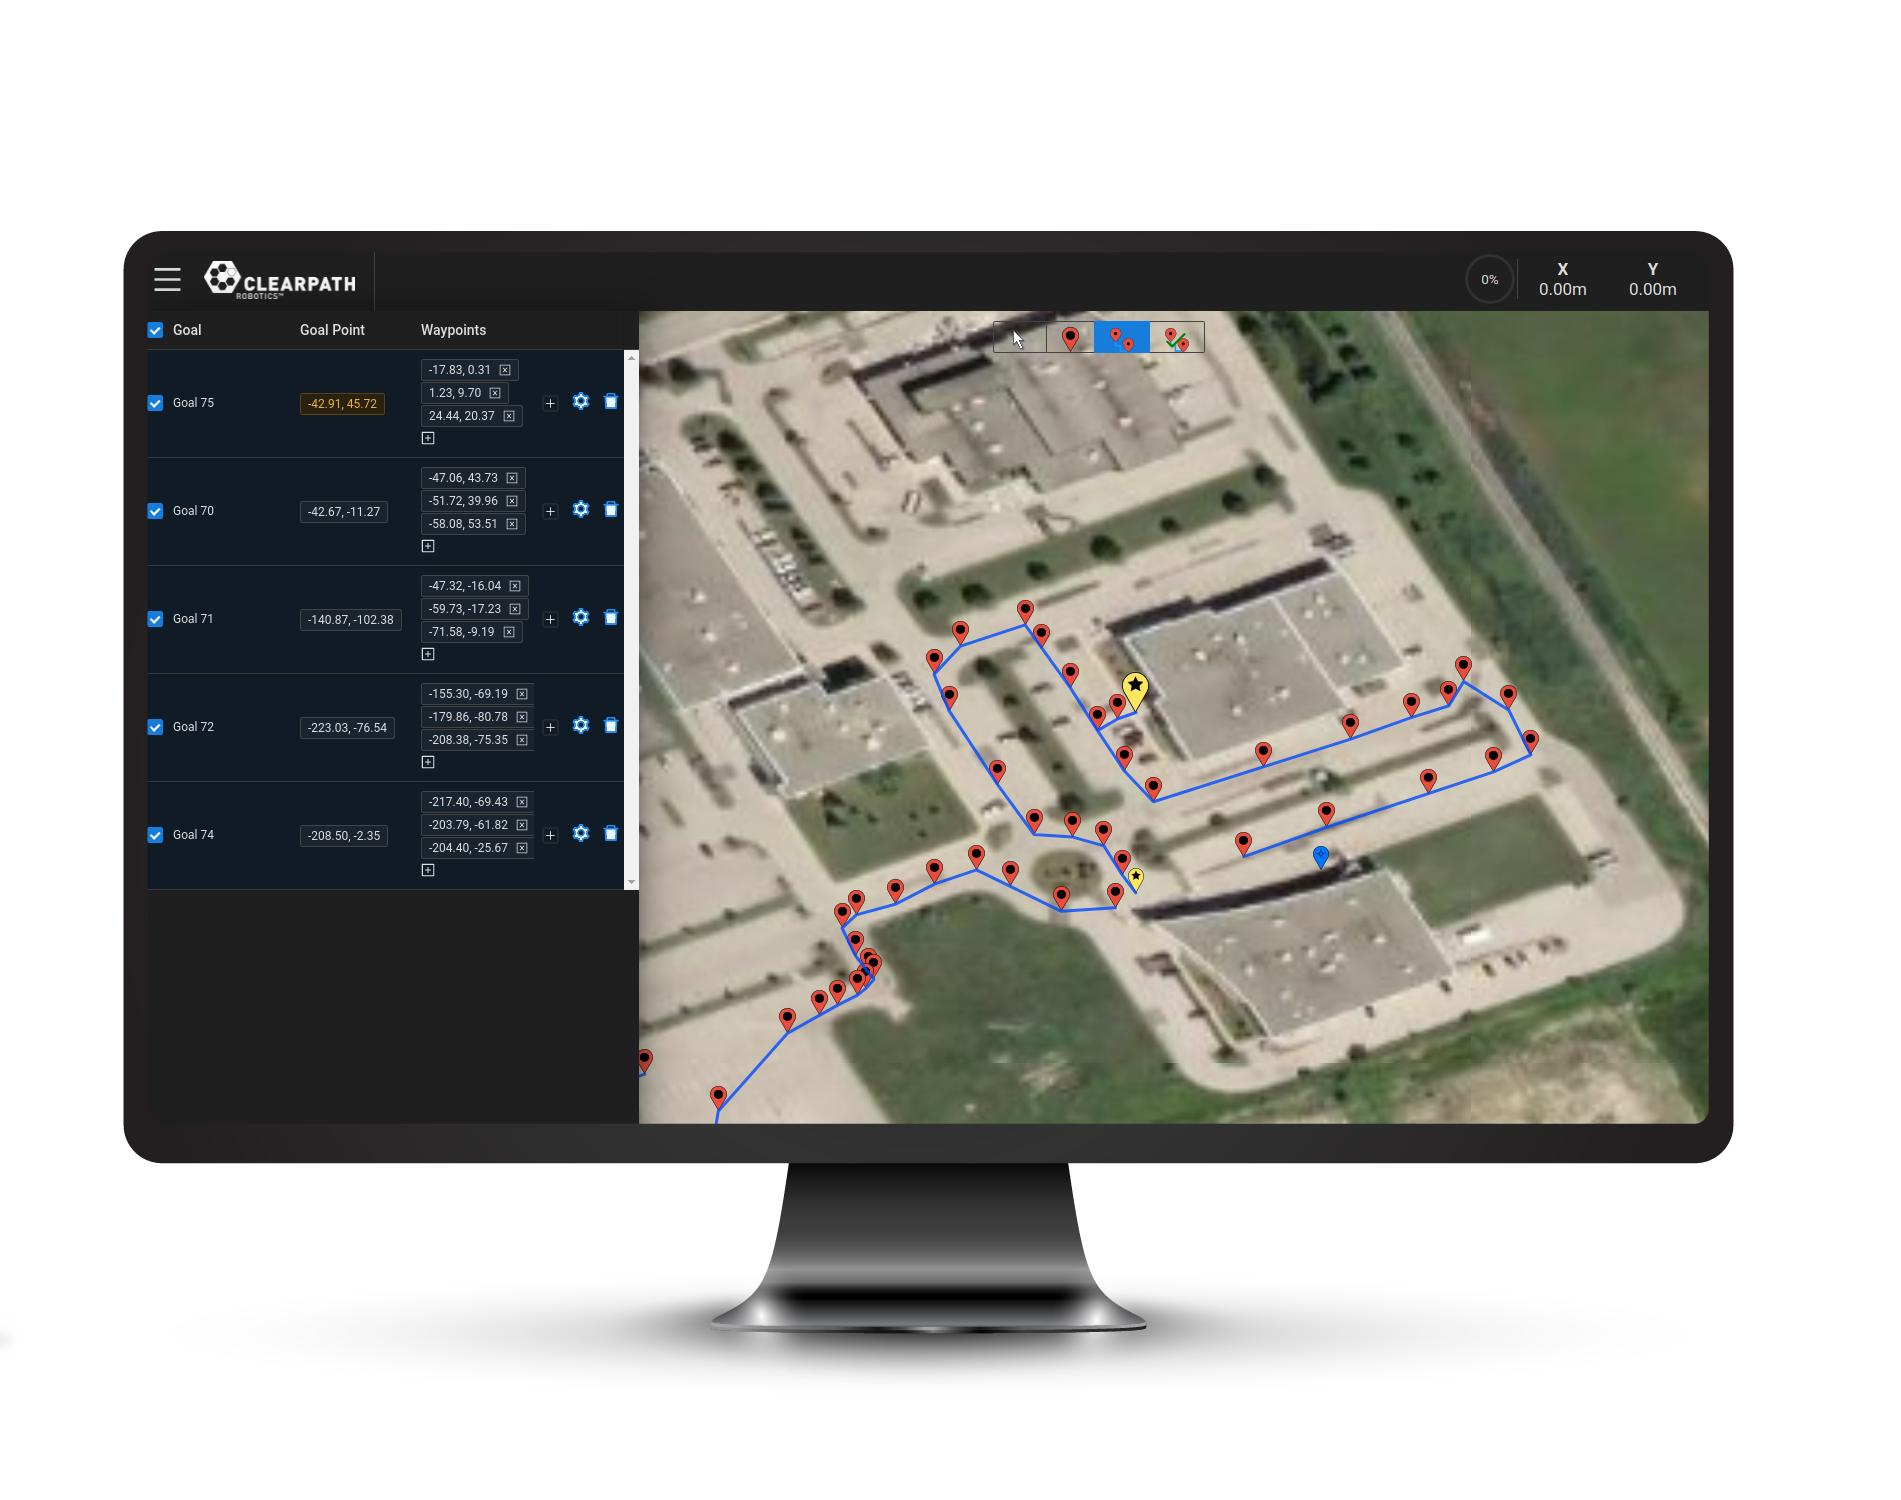 CLEARPATH
ROBOTICS™
0%
X
0.00m
Y
0.00m
Goal
Goal Point
Waypoints
Goal 75
-42.91, 45.72
-17.83, 0.31
1.23, 9.70
24.44, 20.37
Goal 70
-42.67, -11.27
-47.06, 43.73
-51.72, 39.96
-58.08, 53.51
Goal 71
-140.87, -102.38
-47.32, -16.04
-59.73, -17.23
-71.58, -9.19
Goal 72
-223.03, -76.54
-155.30, -69.19
-179.86, -80.78
-208.38, -75.35
Goal 74
-208.50, -2.35
-217.40, -69.43
-203.79, -61.82
-204.40, -25.67